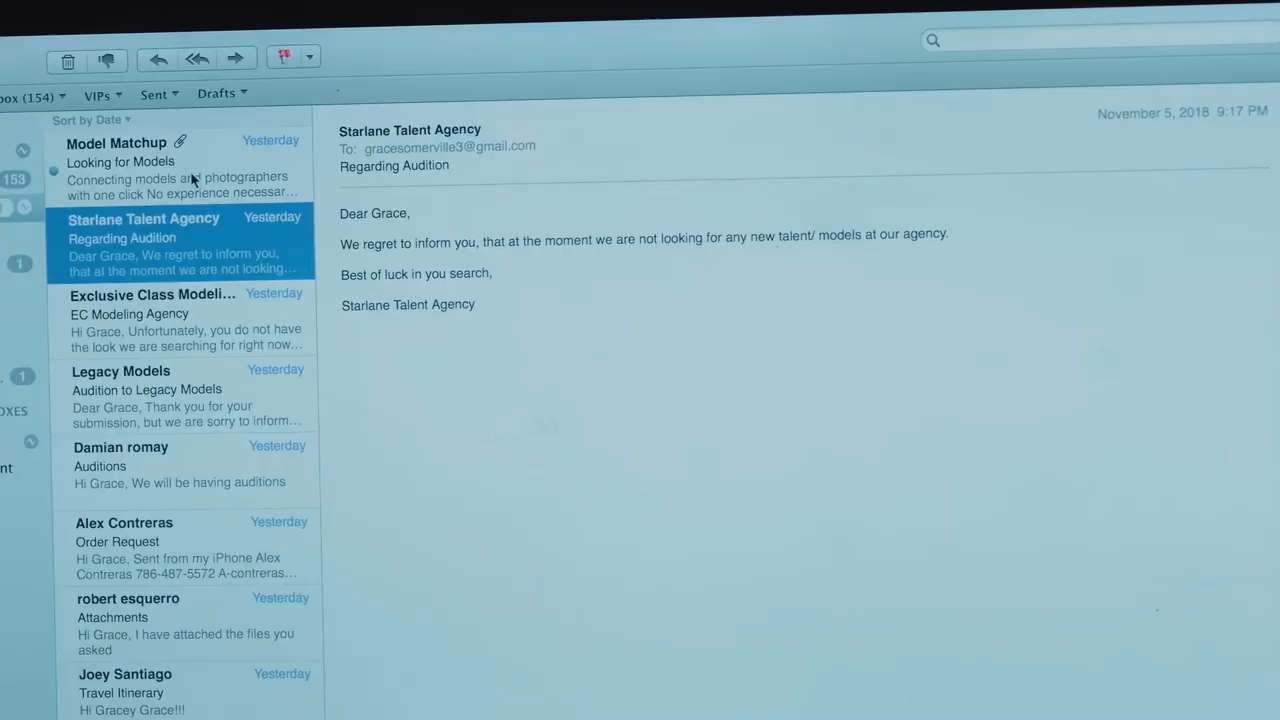 box (154) VIPs Sent Drafts
Sort by Date
Model Matchup Yesterday
Looking for Models
Connecting models and photographers
with one click No experience necessar...
153
Starlane Talent Agency Yesterday
Regarding Audition
Dear Grace, We regret to inform you,
that at the moment we are not looking...
1
Exclusive Class Modeli... Yesterday
EC Modeling Agency
Hi Grace, Unfortunately, you do not have
the look we are searching for right now...
1
Legacy Models Yesterday
Audition to Legacy Models
Dear Grace, Thank you for your
submission, but we are sorry to inform...
OXES
Damian romay Yesterday
Auditions
Hi Grace, We will be having auditions
nt
Alex Contreras Yesterday
Order Request
Hi Grace, Sent from my iPhone Alex
Contreras 786-487-5572 A-contreras...
robert esquerro Yesterday
Attachments
Hi Grace, I have attached the files you
asked
Joey Santiago Yesterday
Travel Itinerary
Hi Gracey Grace!!!
November 5, 2018 9:17 PM
Starlane Talent Agency
To: gracesomerville3@gmail.com
Regarding Audition
Dear Grace,
We regret to inform you, that at the moment we are not looking for any new talent/ models at our agency.
Best of luck in you search,
Starlane Talent Agency